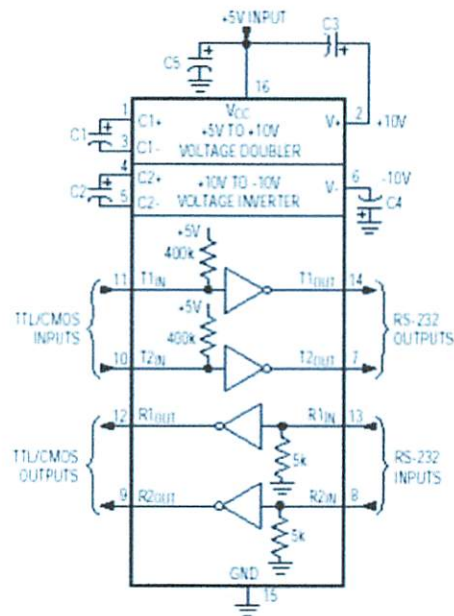 +5V INPUT
C3
C5
16
1
C1+
VCC
V+
2
+10V
C1
+5V TO +10V
3
C1-
VOLTAGE DOUBLER
4
C2+
+10V TO -10V
V-
6
-10V
C2
5
C2-
VOLTAGE INVERTER
C4
+5V
400k
11
T1IN
T1OUT
14
TTL/CMOS
INPUTS
+5V
400k
RS-232
OUTPUTS
10
T2IN
T2OUT
7
12
R1OUT
R1IN
13
TTL/CMOS
OUTPUTS
5k
RS-232
INPUTS
9
R2OUT
R2IN
8
5k
GND
15